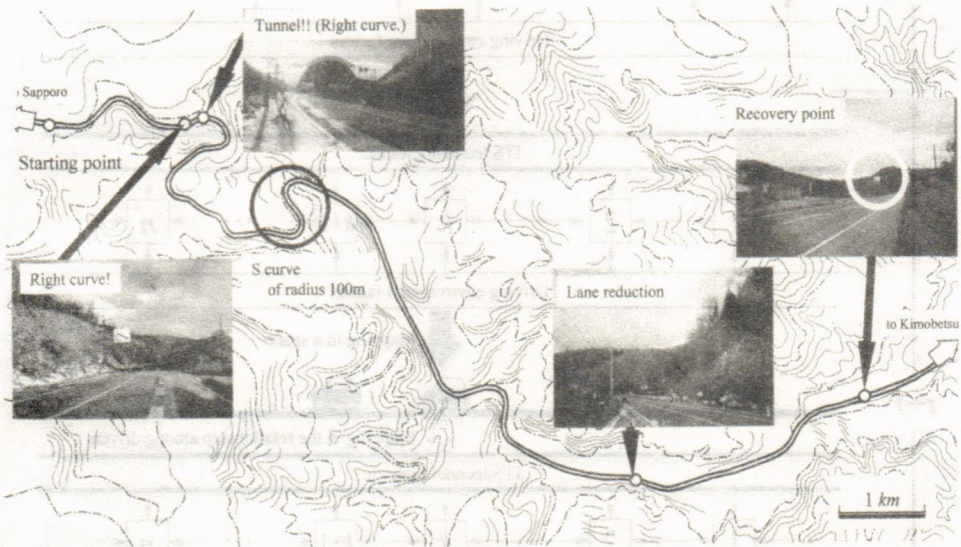 Tunnel!! (Right curve.)
Sapporo
Recovery point
Starting point
Right curve!
S curve
of radius 100m
Lane reduction
to Kimobetsu
1 km